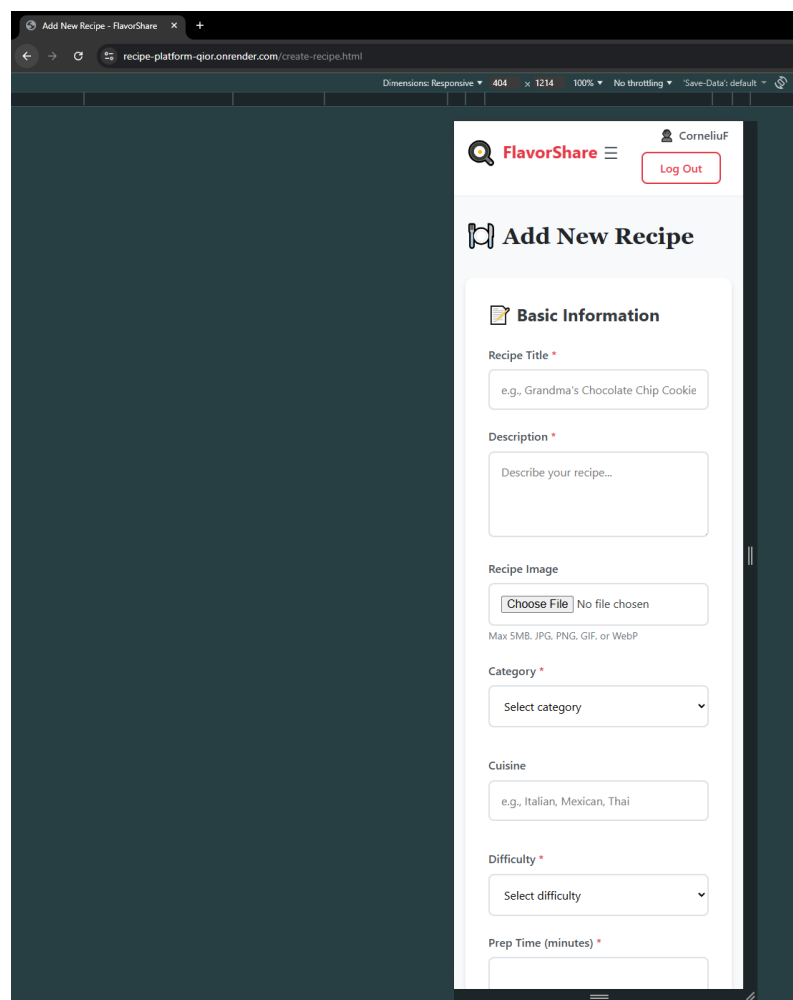 Add New Recipe - FlavorShare
recipe-platform-qior.onrender.com/create-recipe.html
Dimensions: Responsive 404 × 1214 100% No throttling 'Save-Data': default
CorneliuF
FlavorShare
Log Out
Add New Recipe
Basic Information
Recipe Title *
e.g., Grandma's Chocolate Chip Cookie
Description *
Describe your recipe...
Recipe Image
Choose File No file chosen
Max 5MB. JPG, PNG, GIF, or WebP
Category *
Select category
Cuisine
e.g., Italian, Mexican, Thai
Difficulty *
Select difficulty
Prep Time (minutes) *